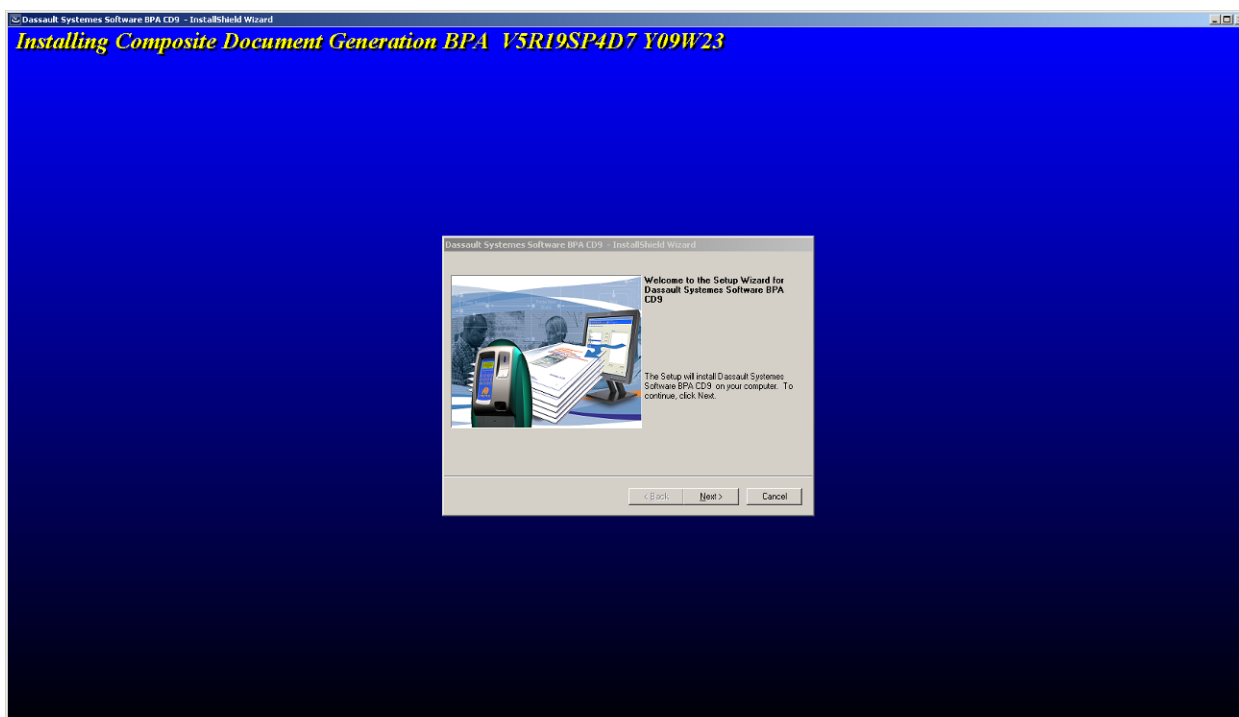 Dassault Systemes Software BPA CD9 - InstallShield Wizard
Installing Composite Document Generation BPA V5R19SP4D7 Y09W23
Dassault Systemes Software BPA CD9 - InstallShield Wizard
Welcome to the Setup Wizard for
Dassault Systemes Software BPA
CD9
The Setup will install Dassault Systemes
Software BPA CD9 on your computer. To
continue, click Next.
< Back Next > Cancel